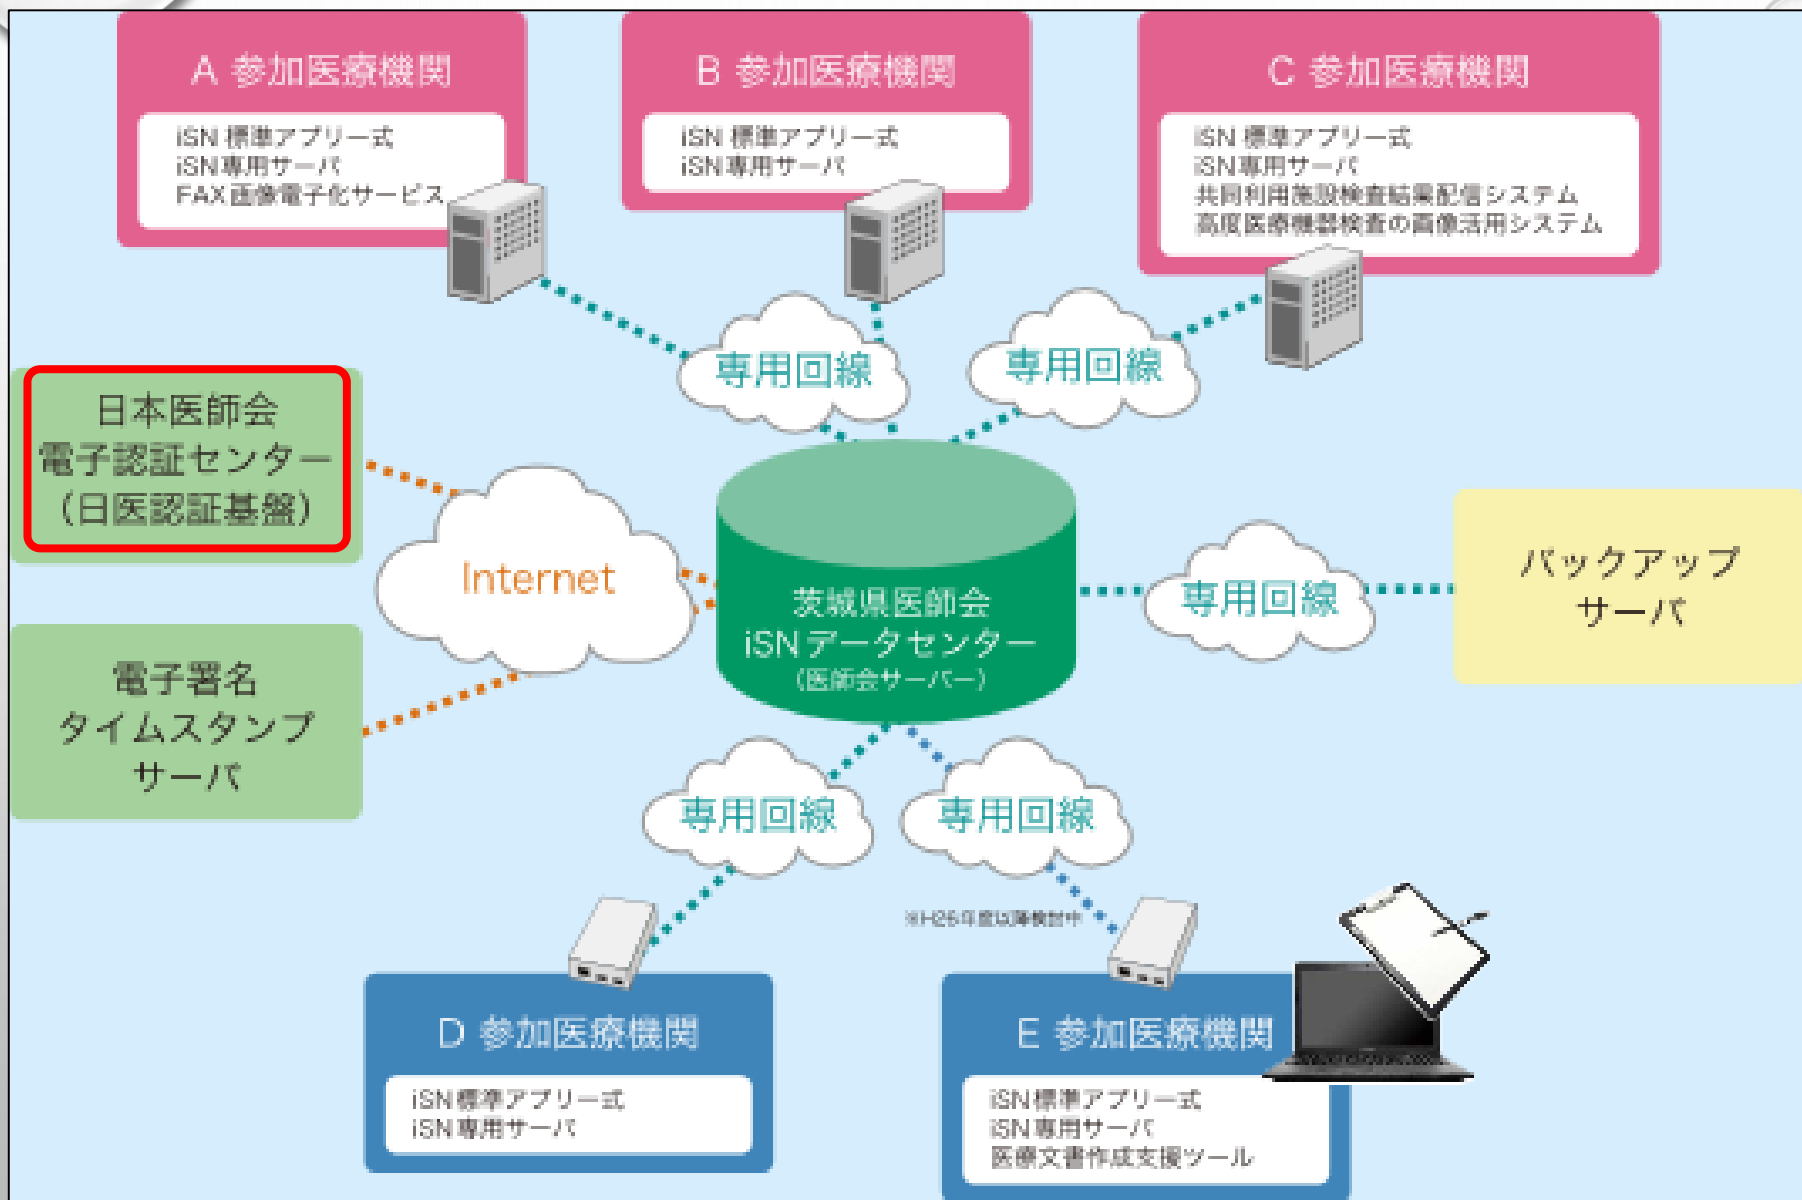 A 参加医療機関
iSN 標準アプリ一式
iSN専用サーバ
FAX画像電子化サービス
B 参加医療機関
iSN 標準アプリ一式
iSN専用サーバ
C 参加医療機関
iSN 標準アプリ一式
iSN専用サーバ
共同利用施設検査結果配信システム
高度医療機器検査の画像活用システム
専用回線
専用回線
日本医師会
電子認証センター
（日医認証基盤）
Internet
茨城県医師会
iSNデータセンター
（医師会サーバー）
専用回線
バックアップ
サーバ
電子署名
タイムスタンプ
サーバ
専用回線
専用回線
※H26年度以降検討中
D 参加医療機関
iSN標準アプリ一式
iSN専用サーバ
E 参加医療機関
iSN標準アプリ一式
iSN専用サーバ
医療文書作成支援ツール